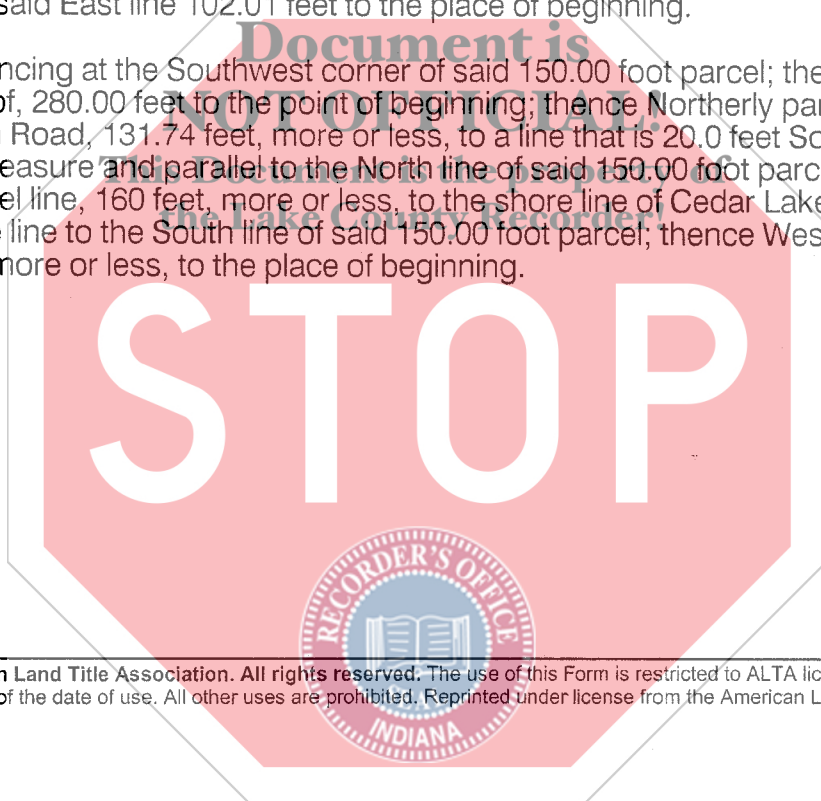 said East line 102.01 feet to the place of beginning.
Document is
ncing at the Southwest corner of said 150.00 foot parcel; the
of, 280.00 feet to the point of beginning; thence Northerly par
NOT OFFICIAL!
Road, 131.74 feet, more or less, to a line that is 20.0 feet So
easure and parallel to the North line of said 150.00 foot parc
This Document is the property of
el line, 160 feet, more or less, to the shore line of Cedar Lake
the Lake County Recorder!
line to the South line of said 150.00 foot parcel; thence Wes
more or less, to the place of beginning.
STOP
RECORDER'S OFFICE
n Land Title Association. All rights reserved. The use of this Form is restricted to ALTA lic
of the date of use. All other uses are prohibited. Reprinted under license from the American L
INDIANA